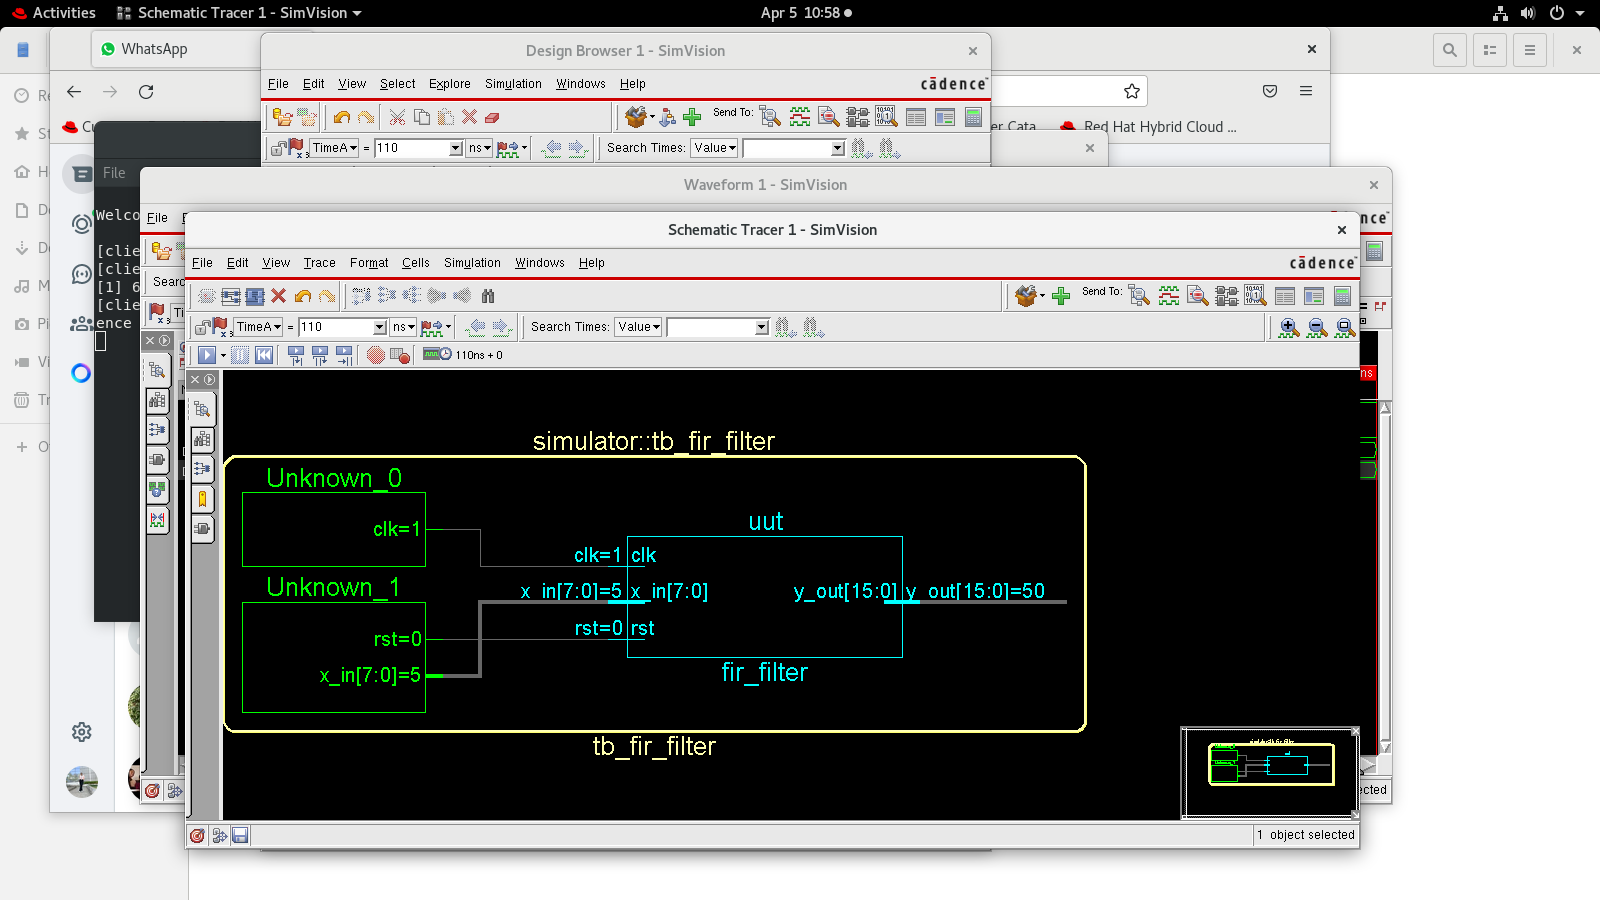 Activities
Schematic Tracer 1 - SimVision
Apr 5 10:58
WhatsApp
Design Browser 1 - SimVision
File Edit View Select Explore Simulation Windows Help
cādence
Send To:
Red Hat Hybrid Cloud ...
TimeA = 110 ns
Search Times: Value
File
Waveform 1 - SimVision
Welco
File
[clie
[clie
[1] 6
[clie
ence
Schematic Tracer 1 - SimVision
File Edit View Trace Format Cells Simulation Windows Help
cādence
Send To:
TimeA = 110 ns
Search Times: Value
110ns + 0
simulator::tb_fir_filter
Unknown_0
clk=1
uut
clk=1 clk
Unknown_1
x_in[7:0]=5 x_in[7:0]
y_out[15:0] y_out[15:0]=50
rst=0
rst=0 rst
x_in[7:0]=5
fir_filter
tb_fir_filter
1 object selected